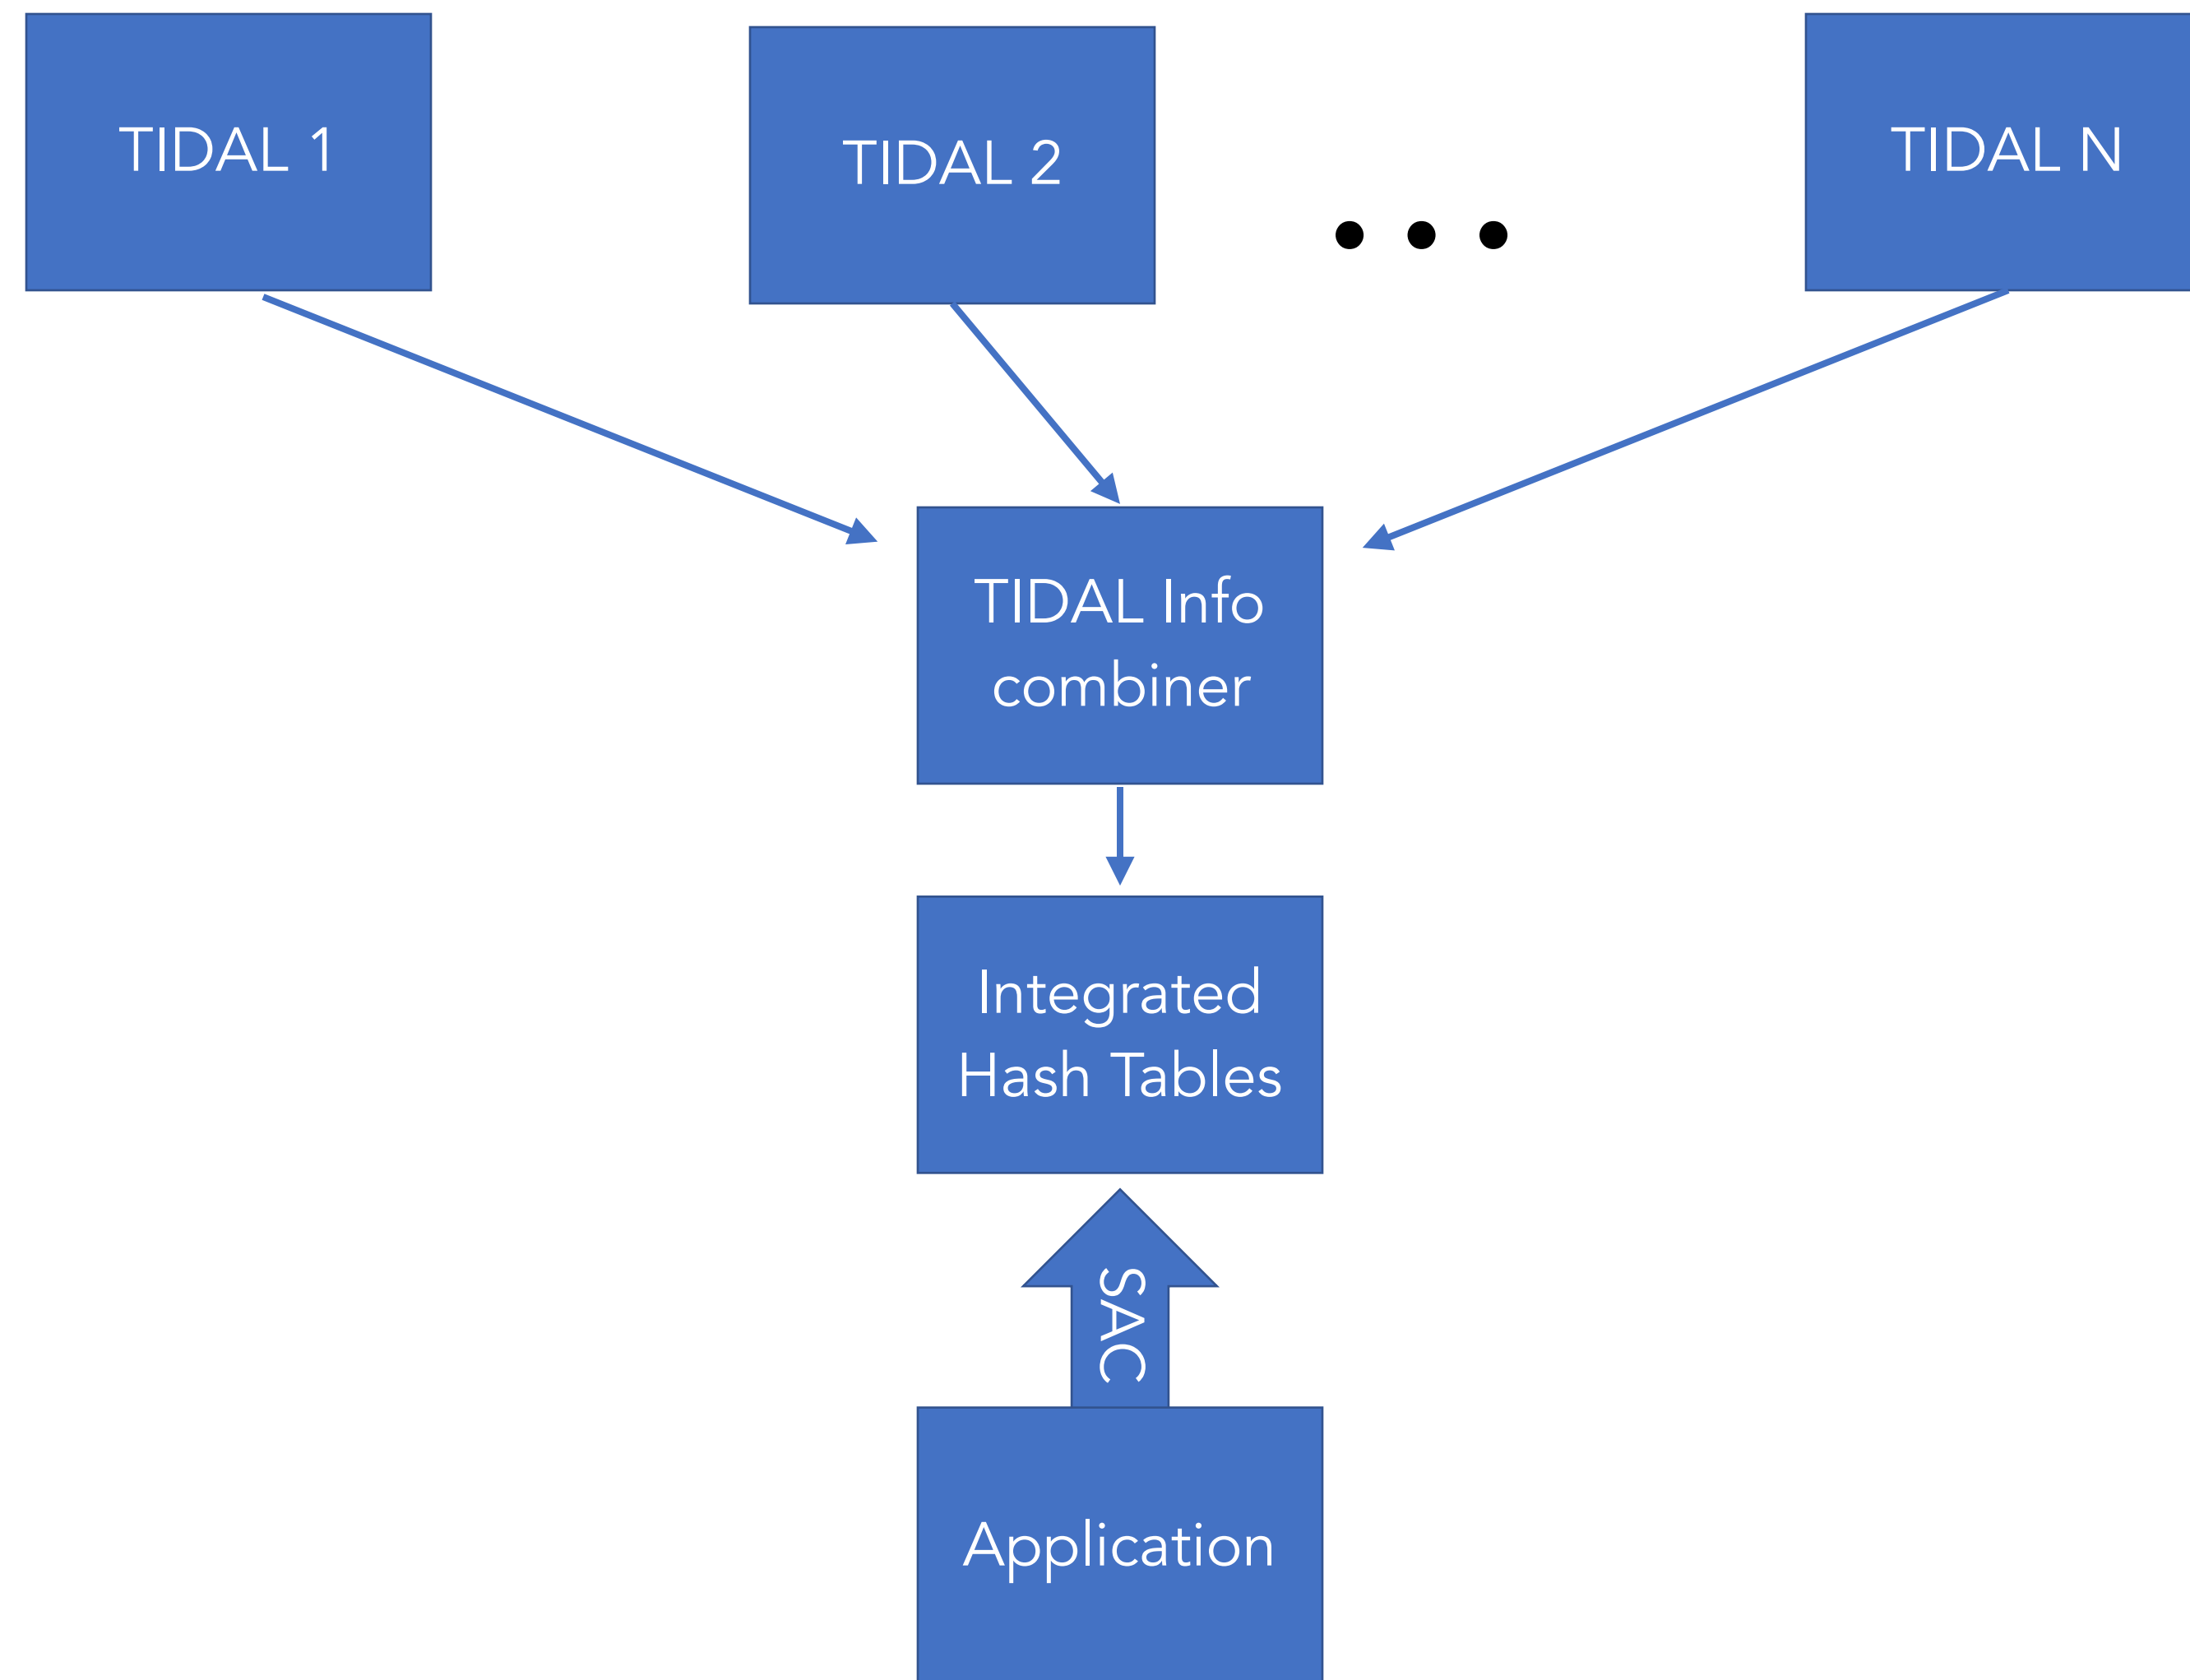 TIDAL 1
TIDAL 2
TIDAL N
TIDAL Info
combiner
Integrated
Hash Tables
SAC
Application